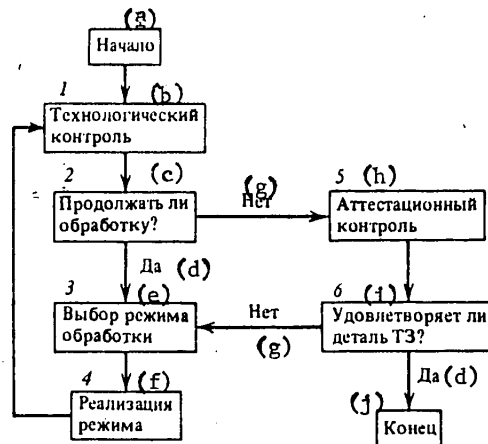 (a)
Начало
1 (b)
Технологический
контроль
2 (c)
Продолжать ли
обработку?
(g)
Нет
5 (h)
Аттестационный
контроль
Да (d)
3 (e)
Выбор режима
обработки
Нет
(g)
6 (i)
Удовлетворяет ли
деталь ТЗ?
4 (f)
Реализация
режима
Да (d)
(j)
Конец